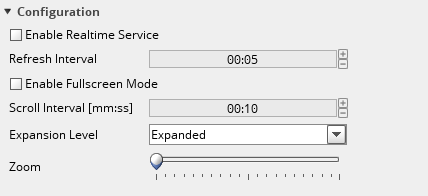 Configuration
Enable Realtime Service
Refresh Interval 00:05
Enable Fullscreen Mode
Scroll Interval [mm:ss] 00:10
Expansion Level Expanded
Zoom